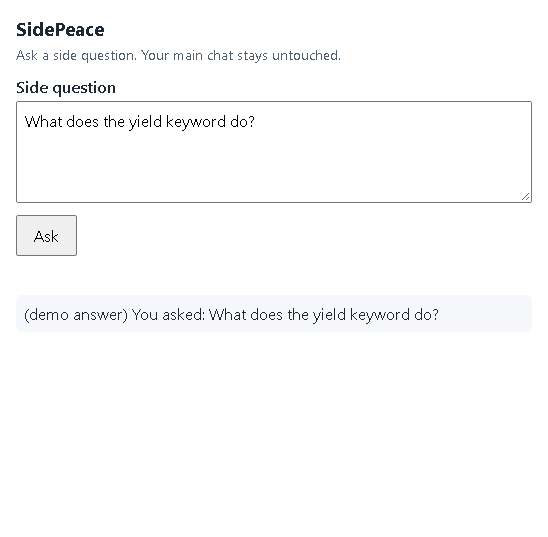 SidePeace
Ask a side question. Your main chat stays untouched.
Side question
What does the yield keyword do?
Ask
(demo answer) You asked: What does the yield keyword do?